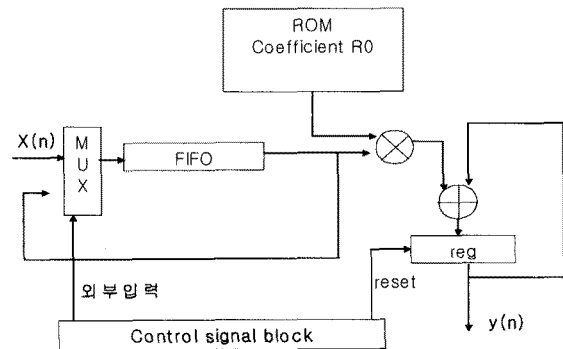 ROM
Coefficient R0
X(n)
M
U
X
FIFO
reg
외부입력
reset
y(n)
Control signal block